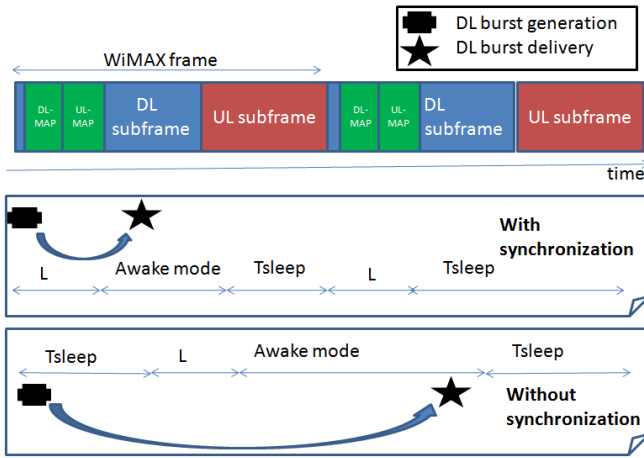 DL burst generation
DL burst delivery
WiMAX frame
DL-
MAP
UL-
MAP
DL
subframe
UL subframe
DL-
MAP
UL-
MAP
DL
subframe
UL subframe
time
With
synchronization
L
Awake mode
Tsleep
L
Tsleep
Tsleep
L
Awake mode
Tsleep
Without
synchronization